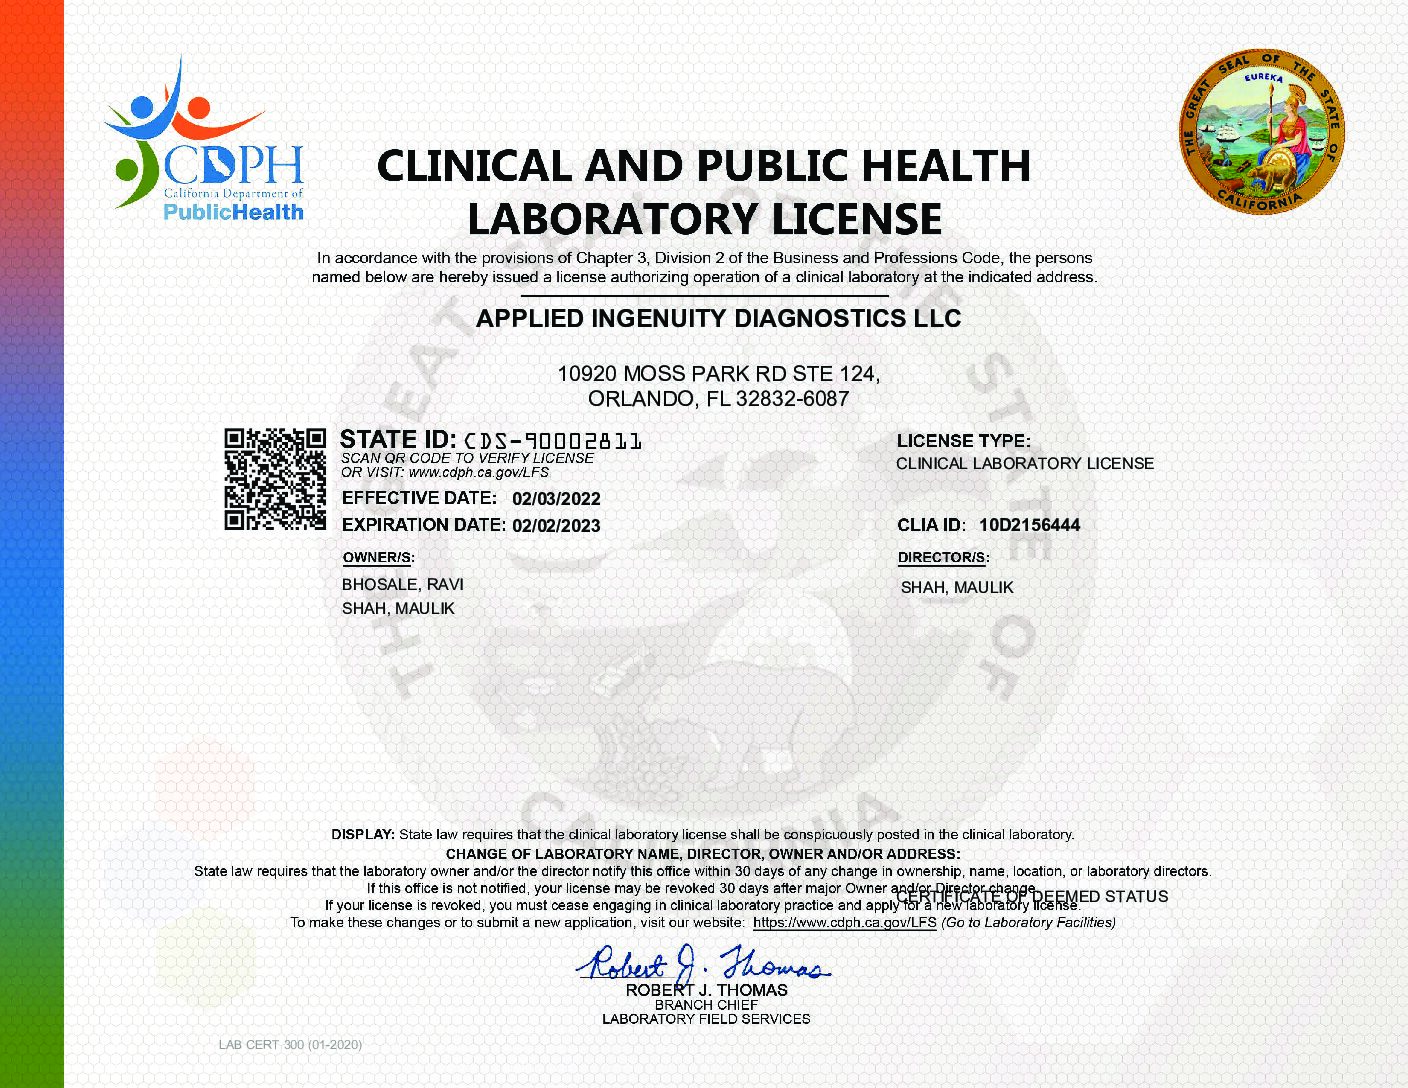 CDPH
California Department of
PublicHealth
THE GREAT SEAL OF THE STATE OF CALIFORNIA
EUREKA
CLINICAL AND PUBLIC HEALTH
LABORATORY LICENSE
In accordance with the provisions of Chapter 3, Division 2 of the Business and Professions Code, the persons
named below are hereby issued a license authorizing operation of a clinical laboratory at the indicated address.
APPLIED INGENUITY DIAGNOSTICS LLC
10920 MOSS PARK RD STE 124,
ORLANDO, FL 32832-6087
STATE ID: CDS-90002811
SCAN QR CODE TO VERIFY LICENSE
OR VISIT: www.cdph.ca.gov/LFS
EFFECTIVE DATE: 02/03/2022
EXPIRATION DATE: 02/02/2023
OWNER/S:
BHOSALE, RAVI
SHAH, MAULIK
LICENSE TYPE:
CLINICAL LABORATORY LICENSE
CLIA ID: 10D2156444
DIRECTOR/S:
SHAH, MAULIK
THE GREAT SEAL OF THE STATE OF CALIFORNIA
DISPLAY: State law requires that the clinical laboratory license shall be conspicuously posted in the clinical laboratory.
CHANGE OF LABORATORY NAME, DIRECTOR, OWNER AND/OR ADDRESS:
State law requires that the laboratory owner and/or the director notify this office within 30 days of any change in ownership, name, location, or laboratory directors.
If this office is not notified, your license may be revoked 30 days after major Owner and/or Director change.
CERTIFICATE OF DEEMED STATUS
If your license is revoked, you must cease engaging in clinical laboratory practice and apply for a new laboratory license.
To make these changes or to submit a new application, visit our website: https://www.cdph.ca.gov/LFS (Go to Laboratory Facilities)
Robert J. Thomas
ROBERT J. THOMAS
BRANCH CHIEF
LABORATORY FIELD SERVICES
LAB CERT 300 (01-2020)